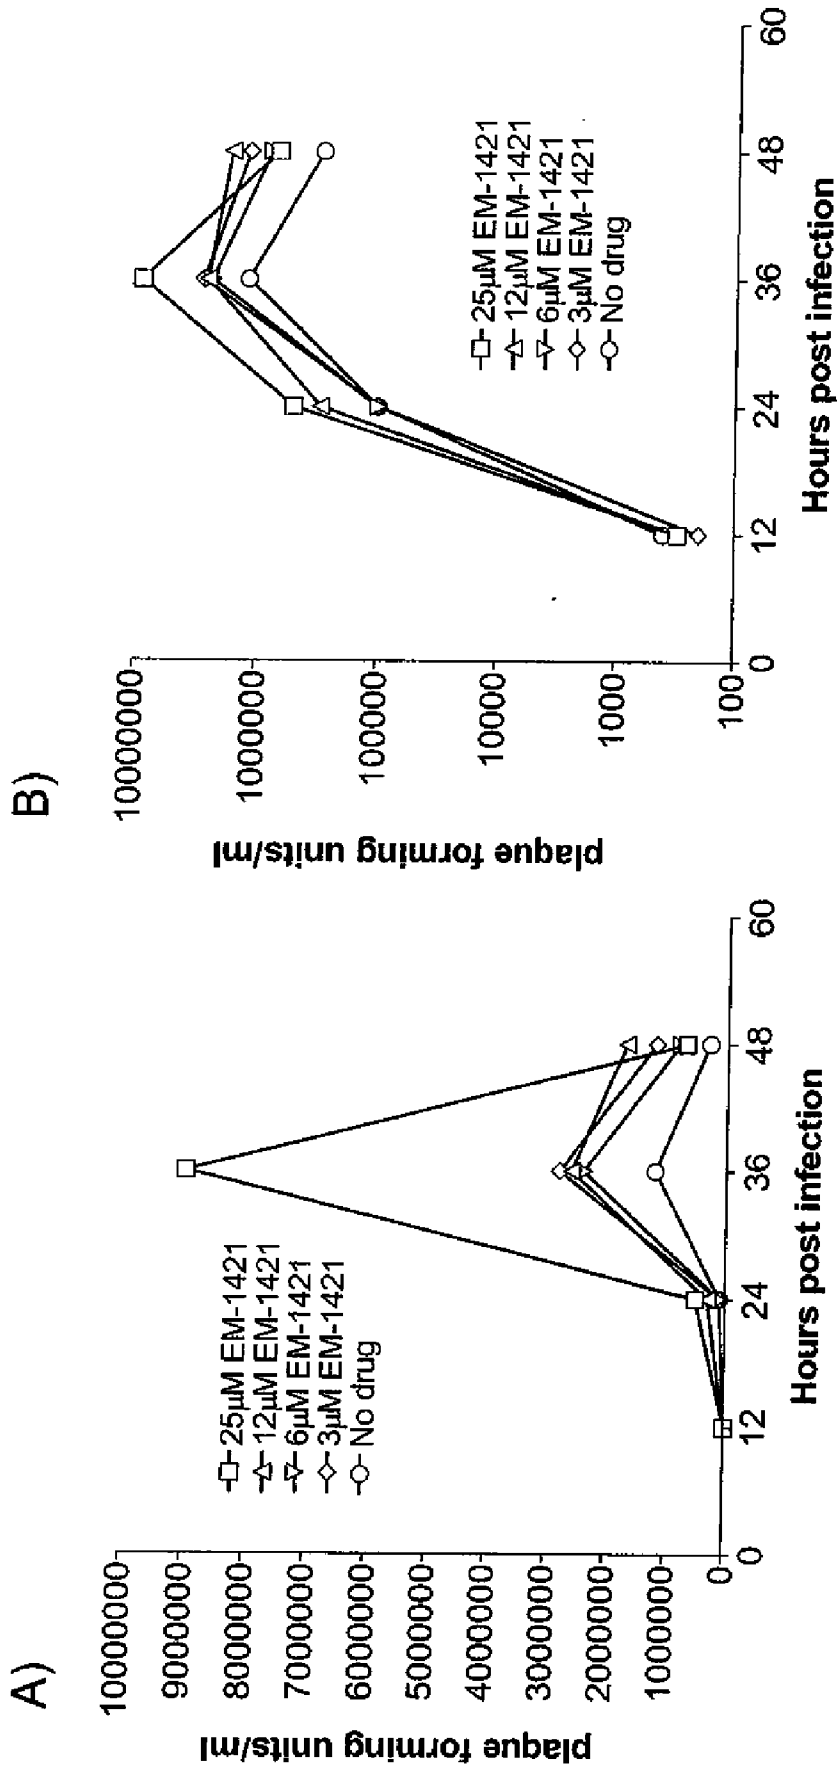 A)
plaque forming units/ml
10000000
9000000
8000000
7000000
6000000
5000000
4000000
3000000
2000000
1000000
0
25µM EM-1421
12µM EM-1421
6µM EM-1421
3µM EM-1421
No drug
0 12 24 36 48 60
Hours post infection
B)
plaque forming units/ml
10000000
1000000
100000
10000
1000
100
25µM EM-1421
12µM EM-1421
6µM EM-1421
3µM EM-1421
No drug
0 12 24 36 48 60
Hours post infection